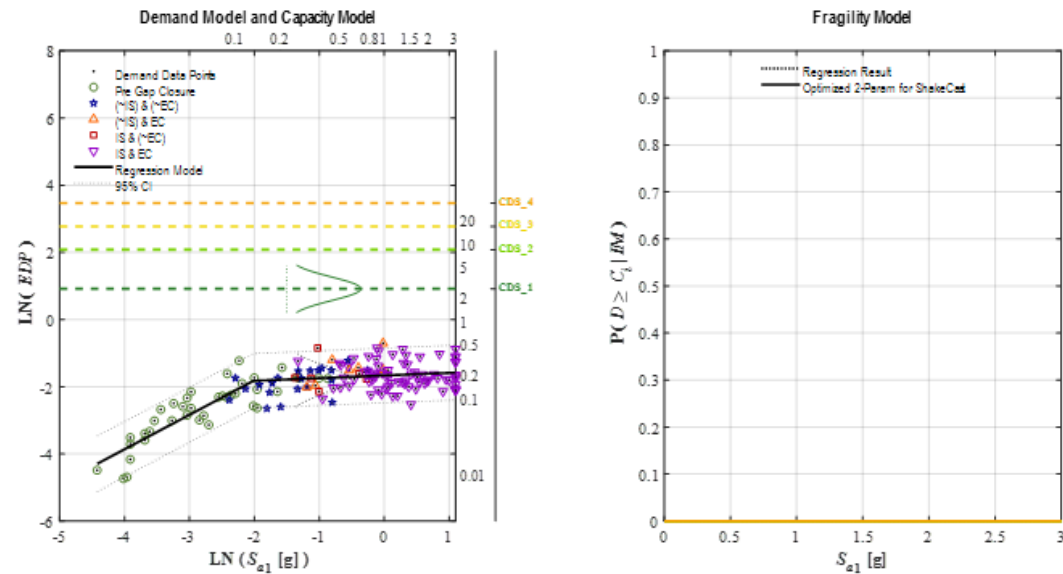 Demand Model and Capacity Model
0.1 0.2 0.5 0.81 1.5 2 3
8
6
4
2
0
-2
-4
-6
LN( EDP )
Demand Data Points
Pre Gap Closure
(~IS) & (~EC)
(~IS) & EC
IS & (~EC)
IS & EC
Regression Model
95% CI
20
10
5
2
1
0.5
0.2
0.1
0.01
CDS_4
CDS_3
CDS_2
CDS_1
-5 -4 -3 -2 -1 0 1
LN (S_a1 [g])
Fragility Model
1
0.9
0.8
0.7
0.6
0.5
0.4
0.3
0.2
0.1
0
P( D ≥ C_i | IM )
Regression Result
Optimized 2-Param for ShakeCast
0 0.5 1 1.5 2 2.5 3
S_a1 [g]